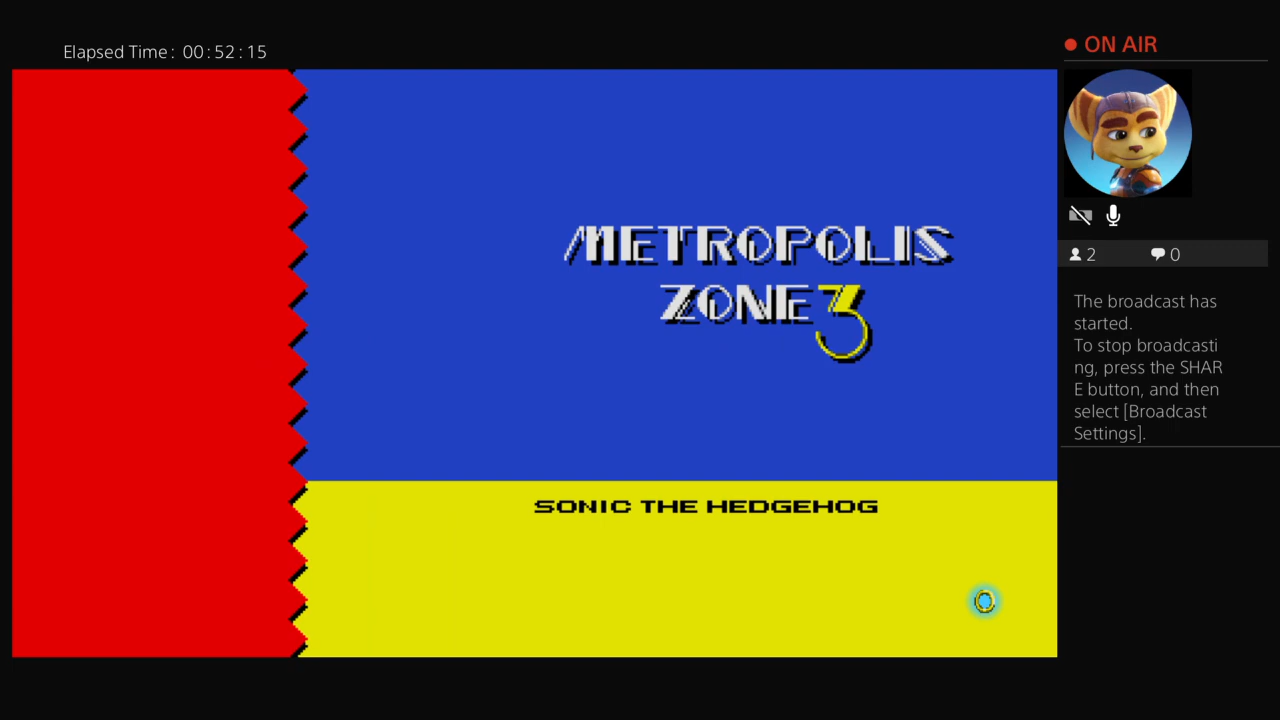 Elapsed Time: 00:52:15
ON AIR
METROPOLIS
ZONE 3
SONIC THE HEDGEHOG
2
0
The broadcast has
started.
To stop broadcasti
ng, press the SHAR
E button, and then
select [Broadcast
Settings].